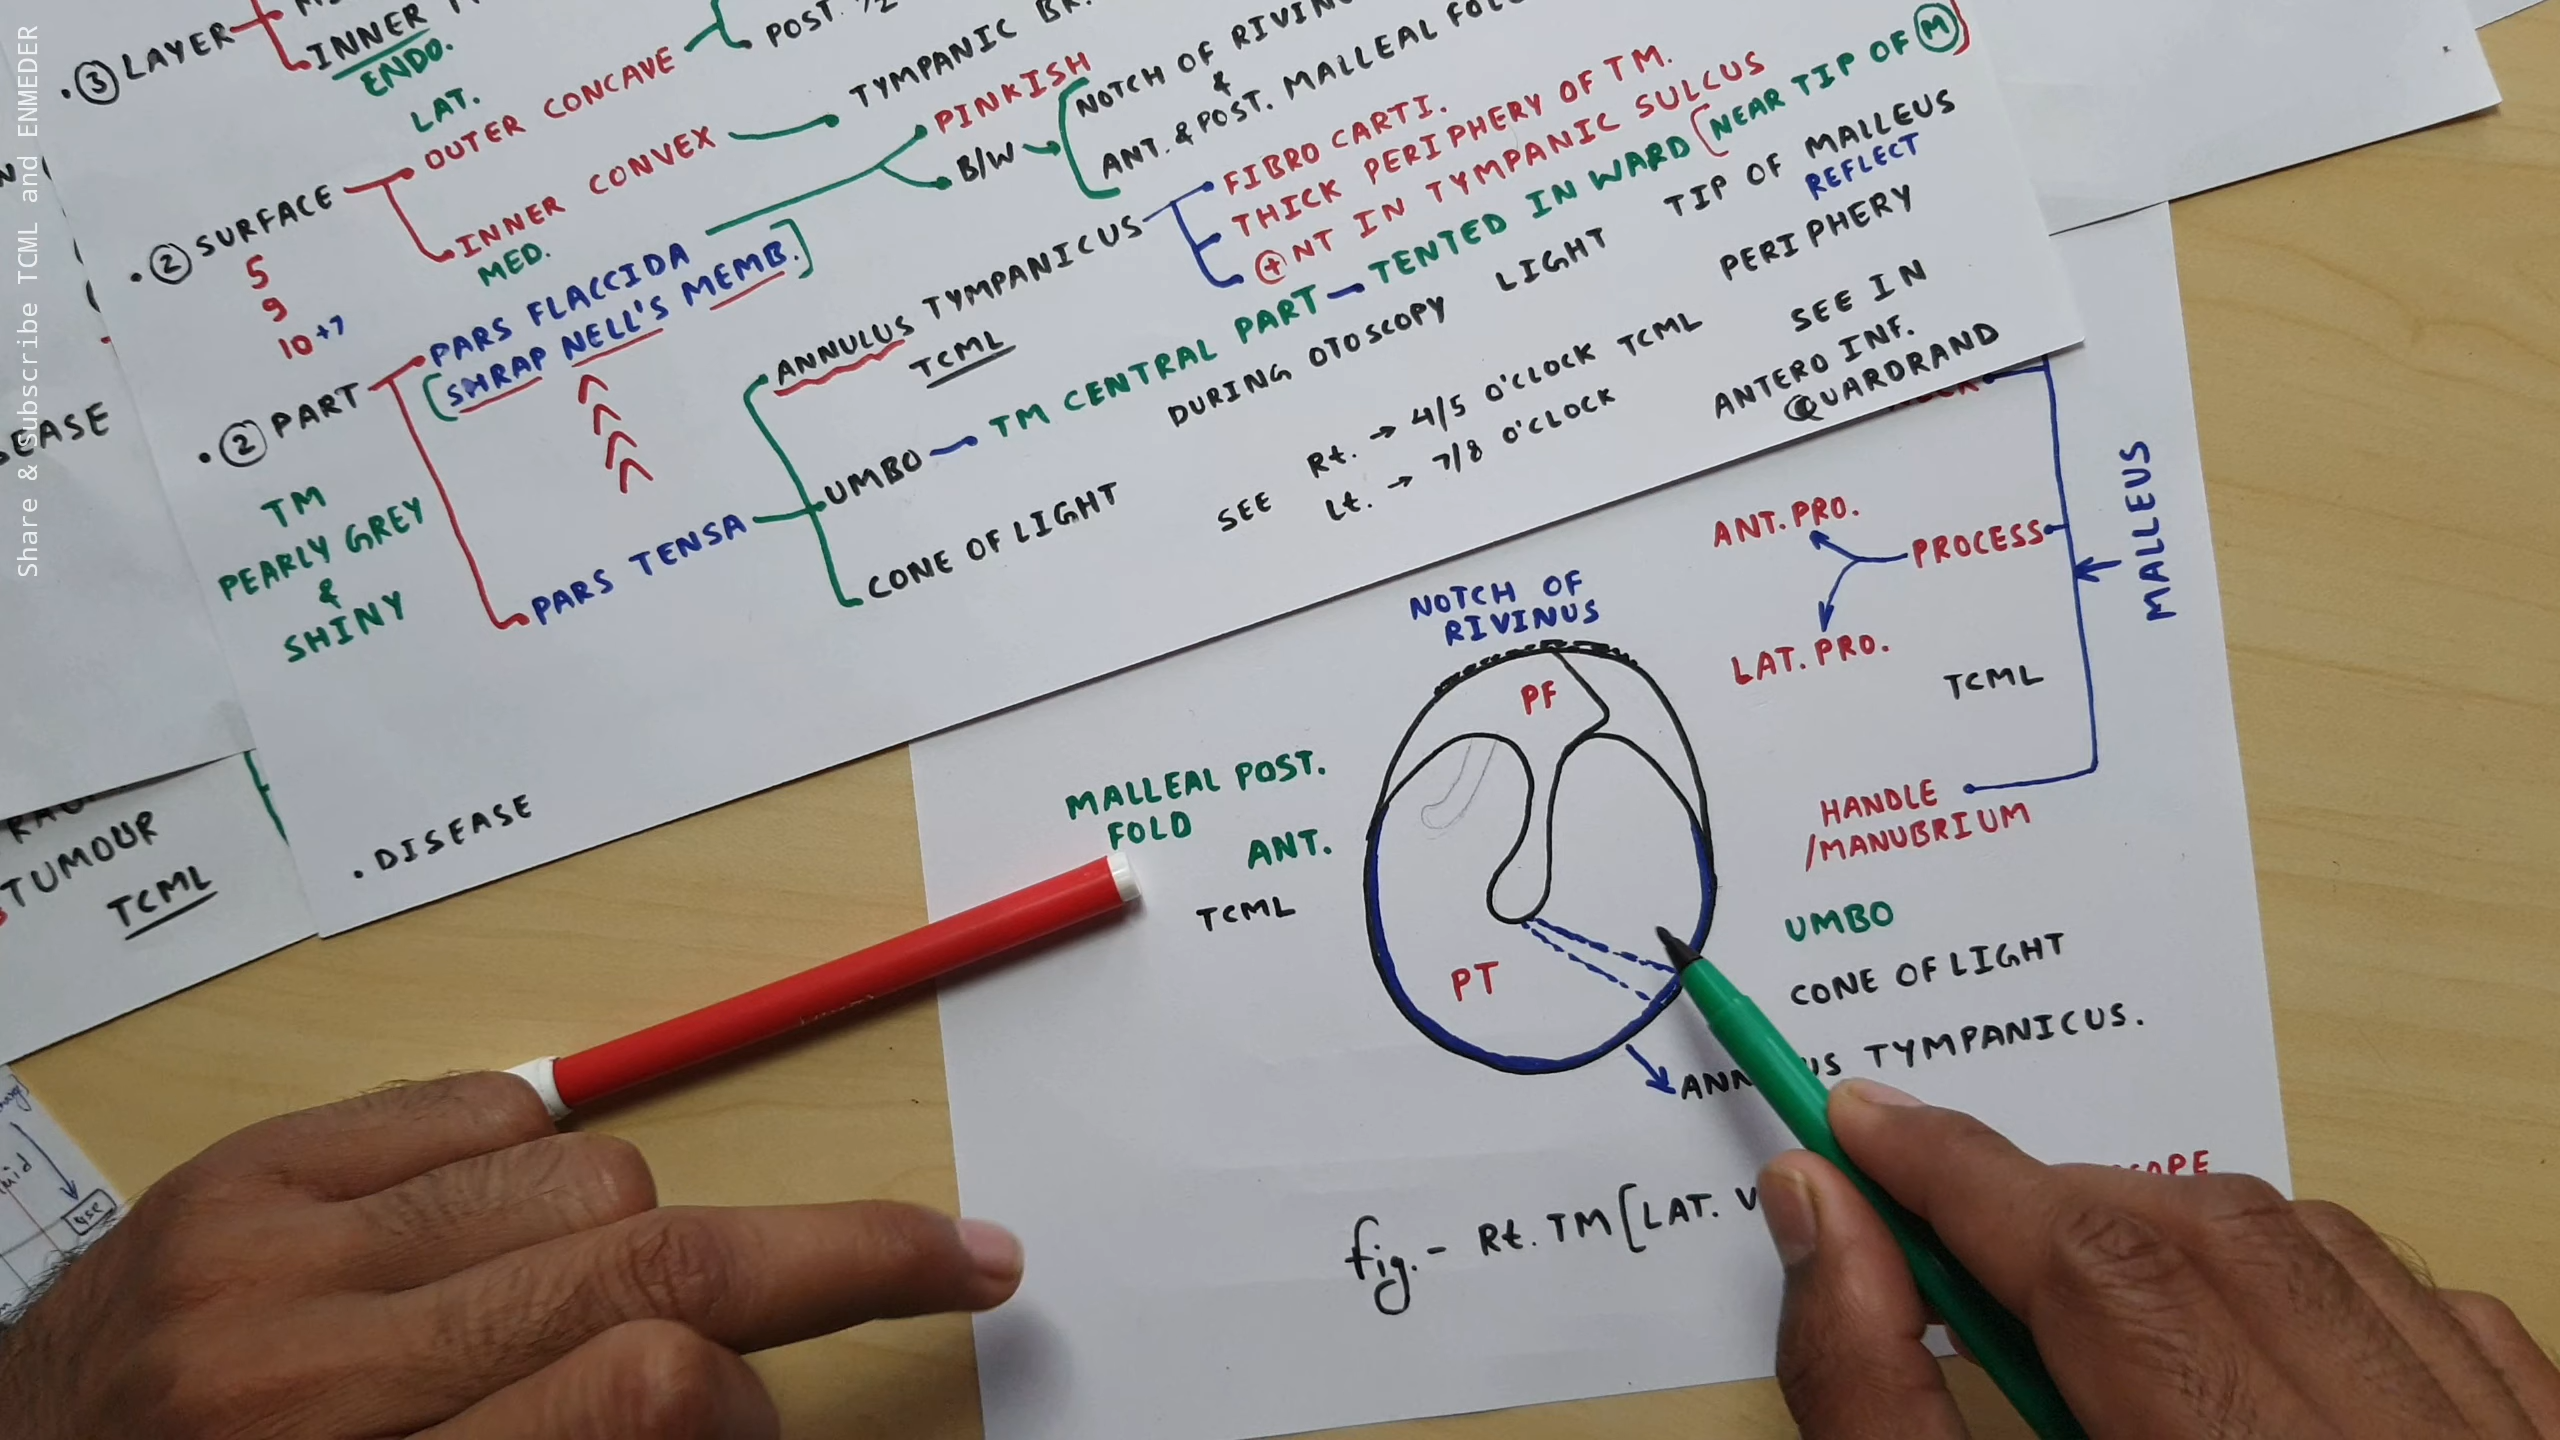 Share & Subscribe TCML and ENMEDER
.③ LAYER
INNER
ENDO.
POST. 1/2
LAT.
OUTER CONCAVE
.② SURFACE
5
9
10+7
INNER CONVEX
MED.
TYMPANIC
PINKISH
B/W
NOTCH OF
&
ANT. & POST. MALLEAL
.② PART
PARS FLACCIDA
[SHRAP NELL'S MEMB.]
TM
PEARLY GREY
&
SHINY
PARS TENSA
ANNULUS TYMPANICUS
TCML
FIBRO CARTI.
THICK PERIPHERY OF TM.
⊕NT IN TYMPANIC SULCUS
UMBO
TM CENTRAL PART – TENTED IN WARD [NEAR TIP OF Ⓜ]
CONE OF LIGHT
DURING OTOSCOPY LIGHT TIP OF MALLEUS
REFLECT
PERIPHERY
SEE Rt. → 4/5 O'CLOCK TCML
Lt. → 7/8 O'CLOCK
SEE IN
ANTERO INF.
QUARDRAND
. DISEASE
EASE
TUMOUR
TCML
MALLEUS
PROCESS
ANT. PRO.
LAT. PRO.
TCML
HANDLE
/MANUBRIUM
NOTCH OF
RIVINUS
PF
MALLEAL POST.
FOLD
ANT.
TCML
PT
UMBO
CONE OF LIGHT
TYMPANICUS.
fig. – Rt. TM [LAT. V